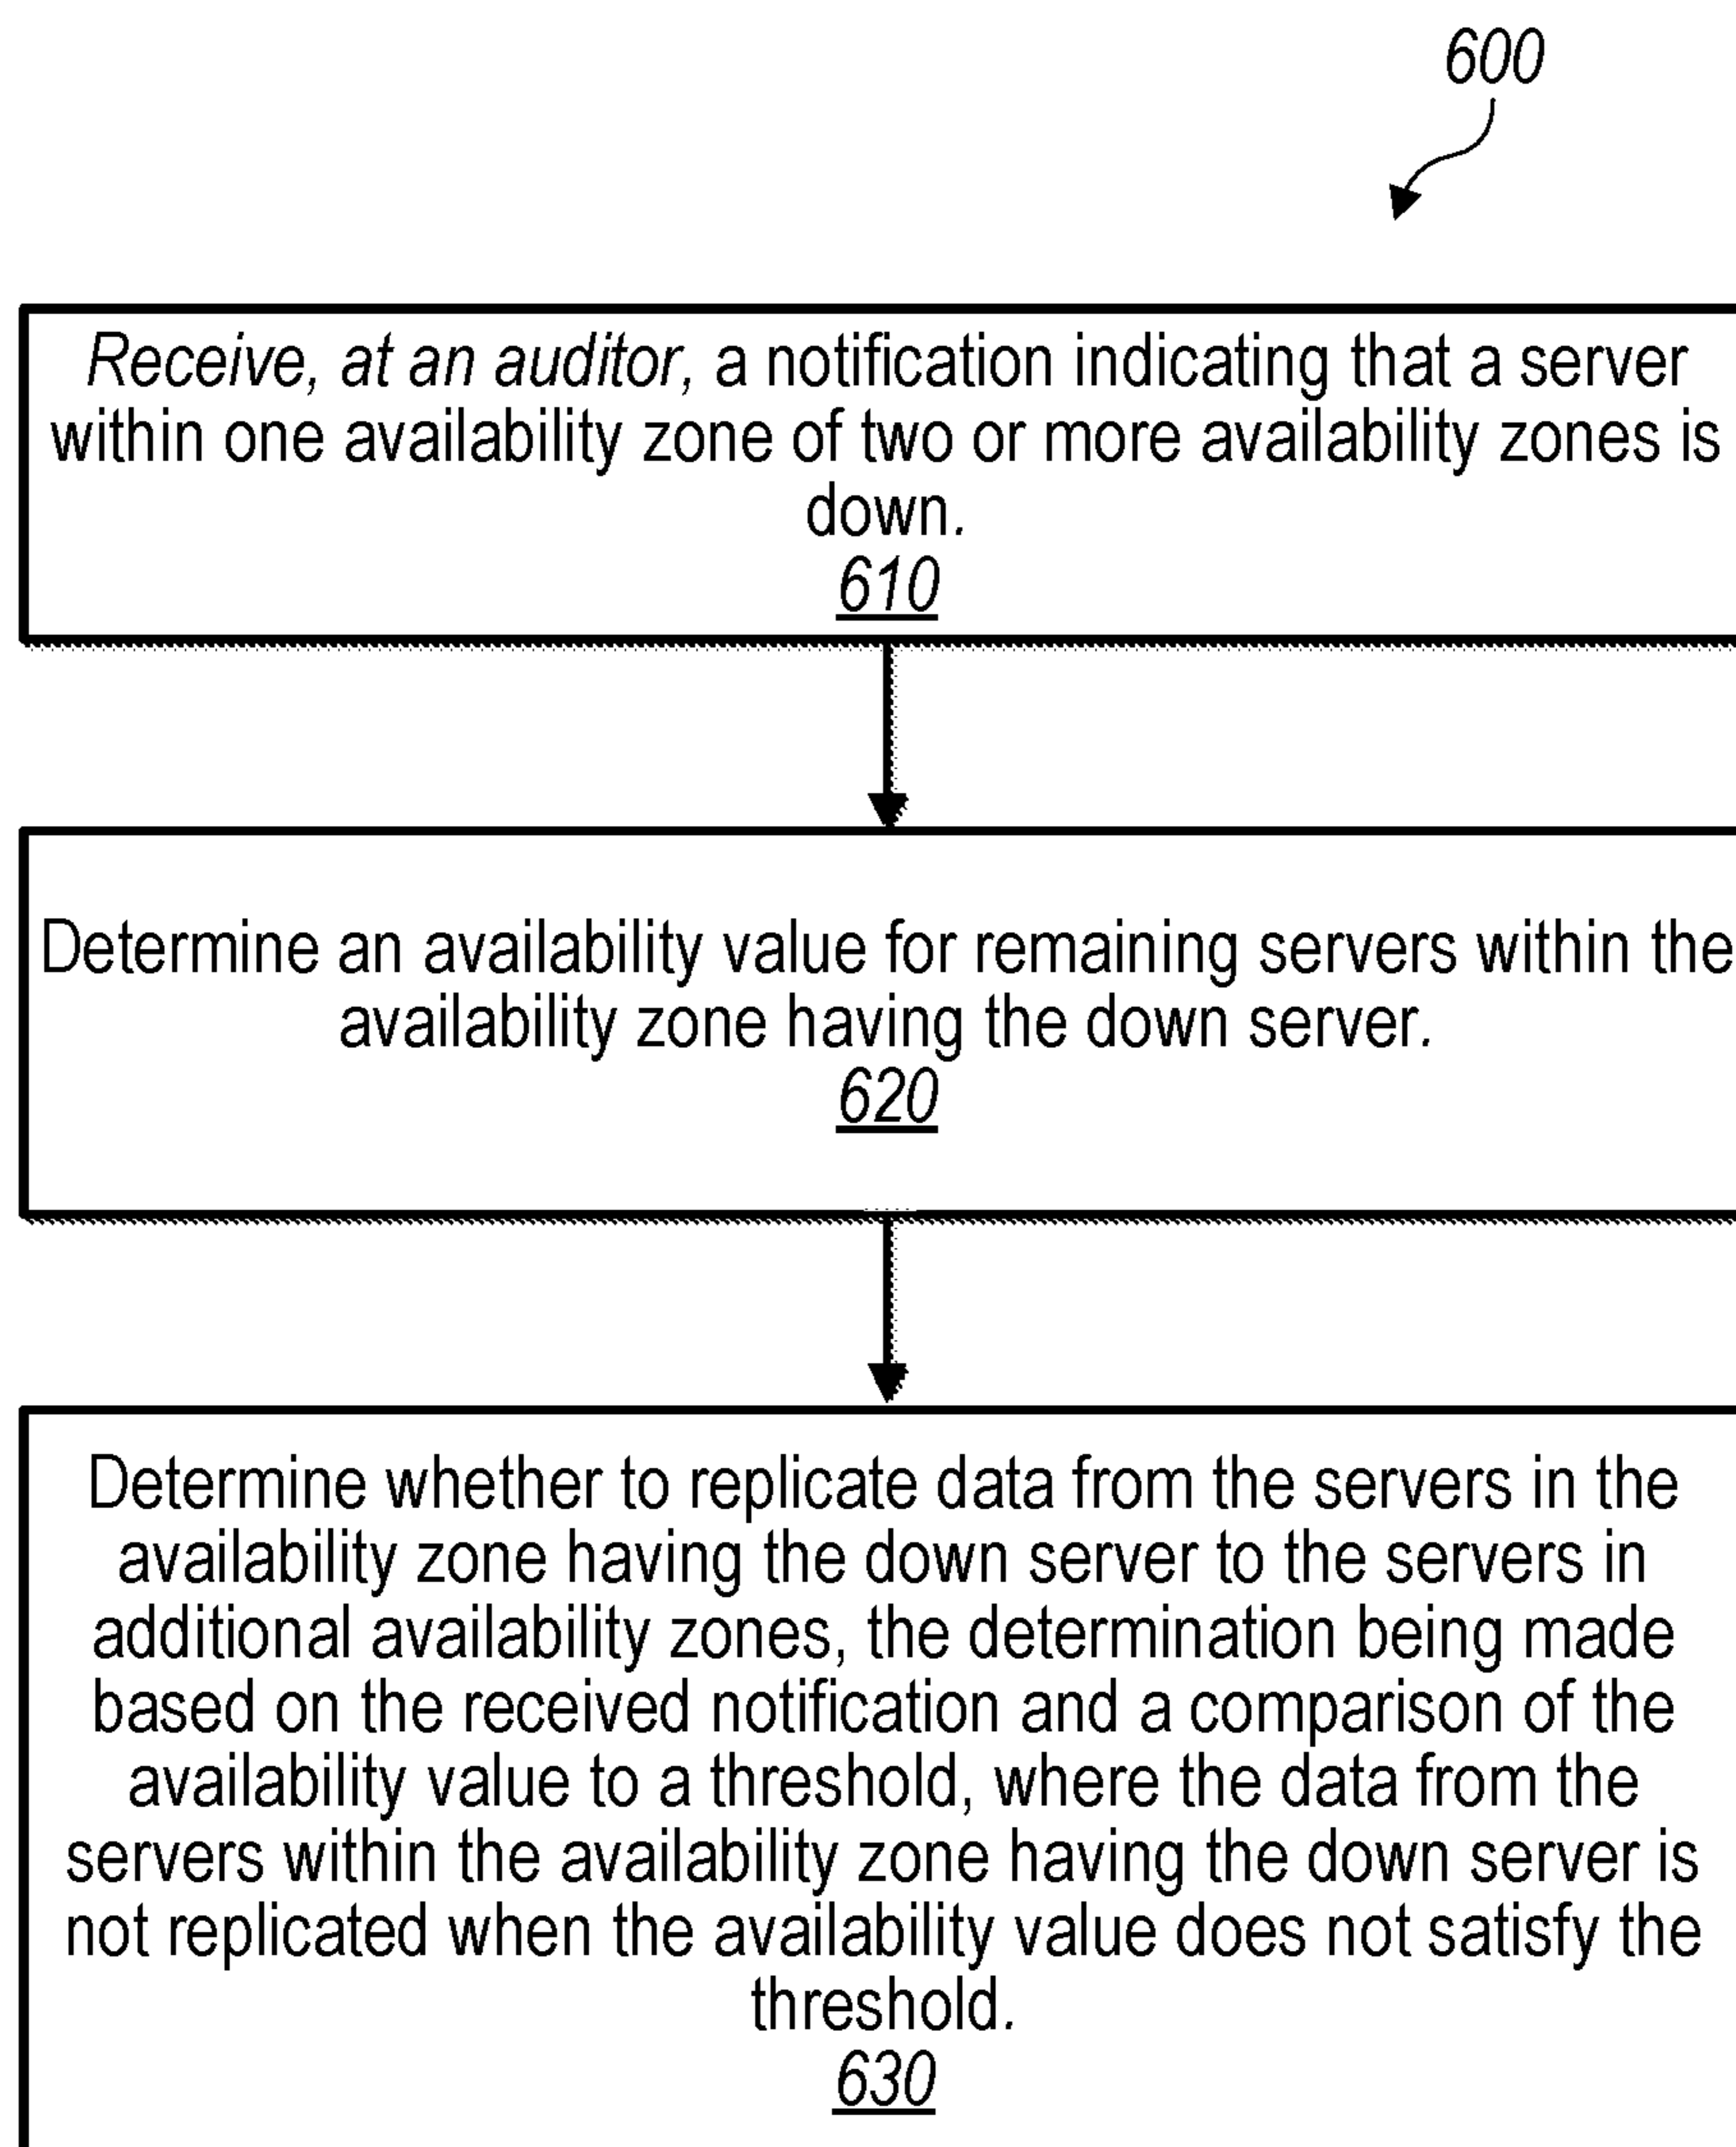 600
Receive, at an auditor, a notification indicating that a server
within one availability zone of two or more availability zones is
down.
610
Determine an availability value for remaining servers within the
availability zone having the down server.
620
Determine whether to replicate data from the servers in the
availability zone having the down server to the servers in
additional availability zones, the determination being made
based on the received notification and a comparison of the
availability value to a threshold, where the data from the
servers within the availability zone having the down server is
not replicated when the availability value does not satisfy the
threshold.
630